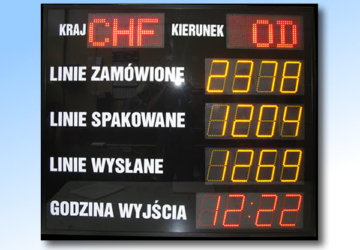 KRAJ CHF KIERUNEK OD
LINIE ZAMÓWIONE 2378
LINIE SPAKOWANE 1204
LINIE WYSŁANE 1269
GODZINA WYJŚCIA 12:22